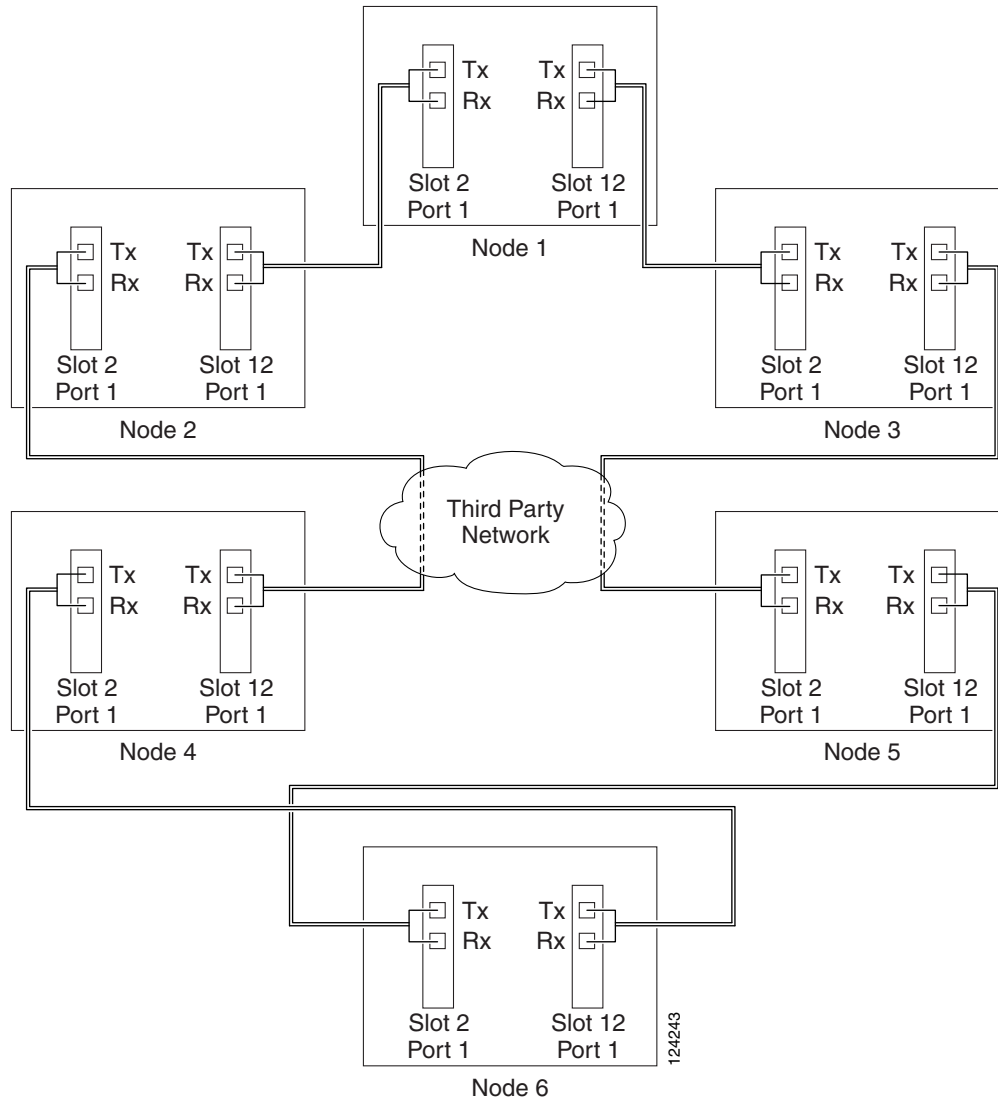 Tx Tx
Rx Rx
Slot 2 Slot 12
Port 1 Port 1
Node 1
Tx Tx
Rx Rx
Slot 2 Slot 12
Port 1 Port 1
Node 2
Tx Tx
Rx Rx
Slot 2 Slot 12
Port 1 Port 1
Node 3
Third Party
Network
Tx Tx
Rx Rx
Slot 2 Slot 12
Port 1 Port 1
Node 4
Tx Tx
Rx Rx
Slot 2 Slot 12
Port 1 Port 1
Node 5
Tx Tx
Rx Rx
Slot 2 Slot 12
Port 1 Port 1
Node 6
124243